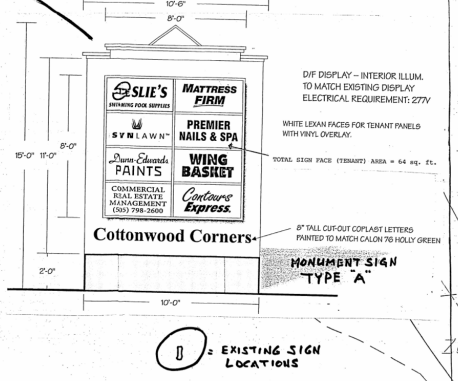 10'-6"
8'-0"
LESLIE'S
SWIMMING POOL SUPPLIES
MATTRESS
FIRM
SYNLAWN™
PREMIER
NAILS & SPA
Dunn-Edwards
PAINTS
WING
BASKET
COMMERCIAL
REAL ESTATE
MANAGEMENT
(505) 798-2600
Contours
Express.
Cottonwood Corners
15'-0"
11'-0"
8'-0"
2'-0"
10'-0"
D/F DISPLAY – INTERIOR ILLUM.
TO MATCH EXISTING DISPLAY
ELECTRICAL REQUIREMENT: 277V
WHITE LEXAN FACES FOR TENANT PANELS
WITH VINYL OVERLAY.
TOTAL SIGN FACE (TENANT) AREA = 64 sq. ft.
8" TALL CUT-OUT COPLAST LETTERS
PAINTED TO MATCH CALON 76 HOLLY GREEN
MONUMENT SIGN
TYPE "A"
= EXISTING SIGN
LOCATIONS